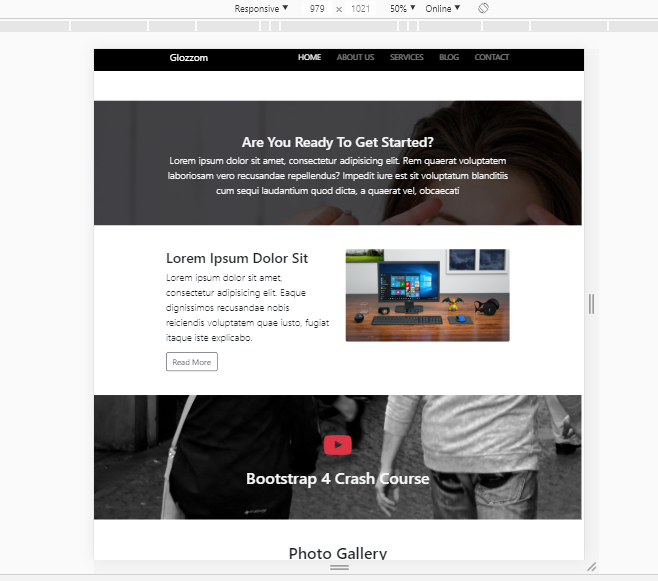 Responsive ▼ 979 × 1021 50% ▼ Online ▼
Glozzom HOME ABOUT US SERVICES BLOG CONTACT
Are You Ready To Get Started?
Lorem ipsum dolor sit amet, consectetur adipisicing elit. Rem quaerat voluptatem
laboriosam vero recusandae repellendus? Impedit iure est sit voluptatum blanditiis
cum sequi laudantium quod dicta, a quaerat vel, obcaecati
Lorem Ipsum Dolor Sit
Lorem ipsum dolor sit amet,
consectetur adipisicing elit. Eaque
dignissimos recusandae nobis
reiciendis voluptatem quae iusto, fugiat
itaque iste explicabo.
Read More
Bootstrap 4 Crash Course
Photo Gallery